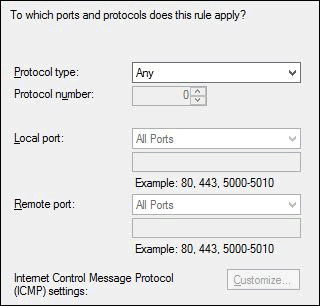 To which ports and protocols does this rule apply?
Protocol type: Any
Protocol number: 0
Local port: All Ports
Example: 80, 443, 5000-5010
Remote port: All Ports
Example: 80, 443, 5000-5010
Internet Control Message Protocol
(ICMP) settings: Customize...